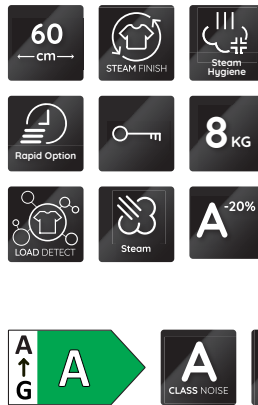 60
cm
STEAM FINISH
Steam
Hygiene
Rapid Option
8 KG
LOAD DETECT
Steam
A -20%
A
G
A
A
CLASS NOISE